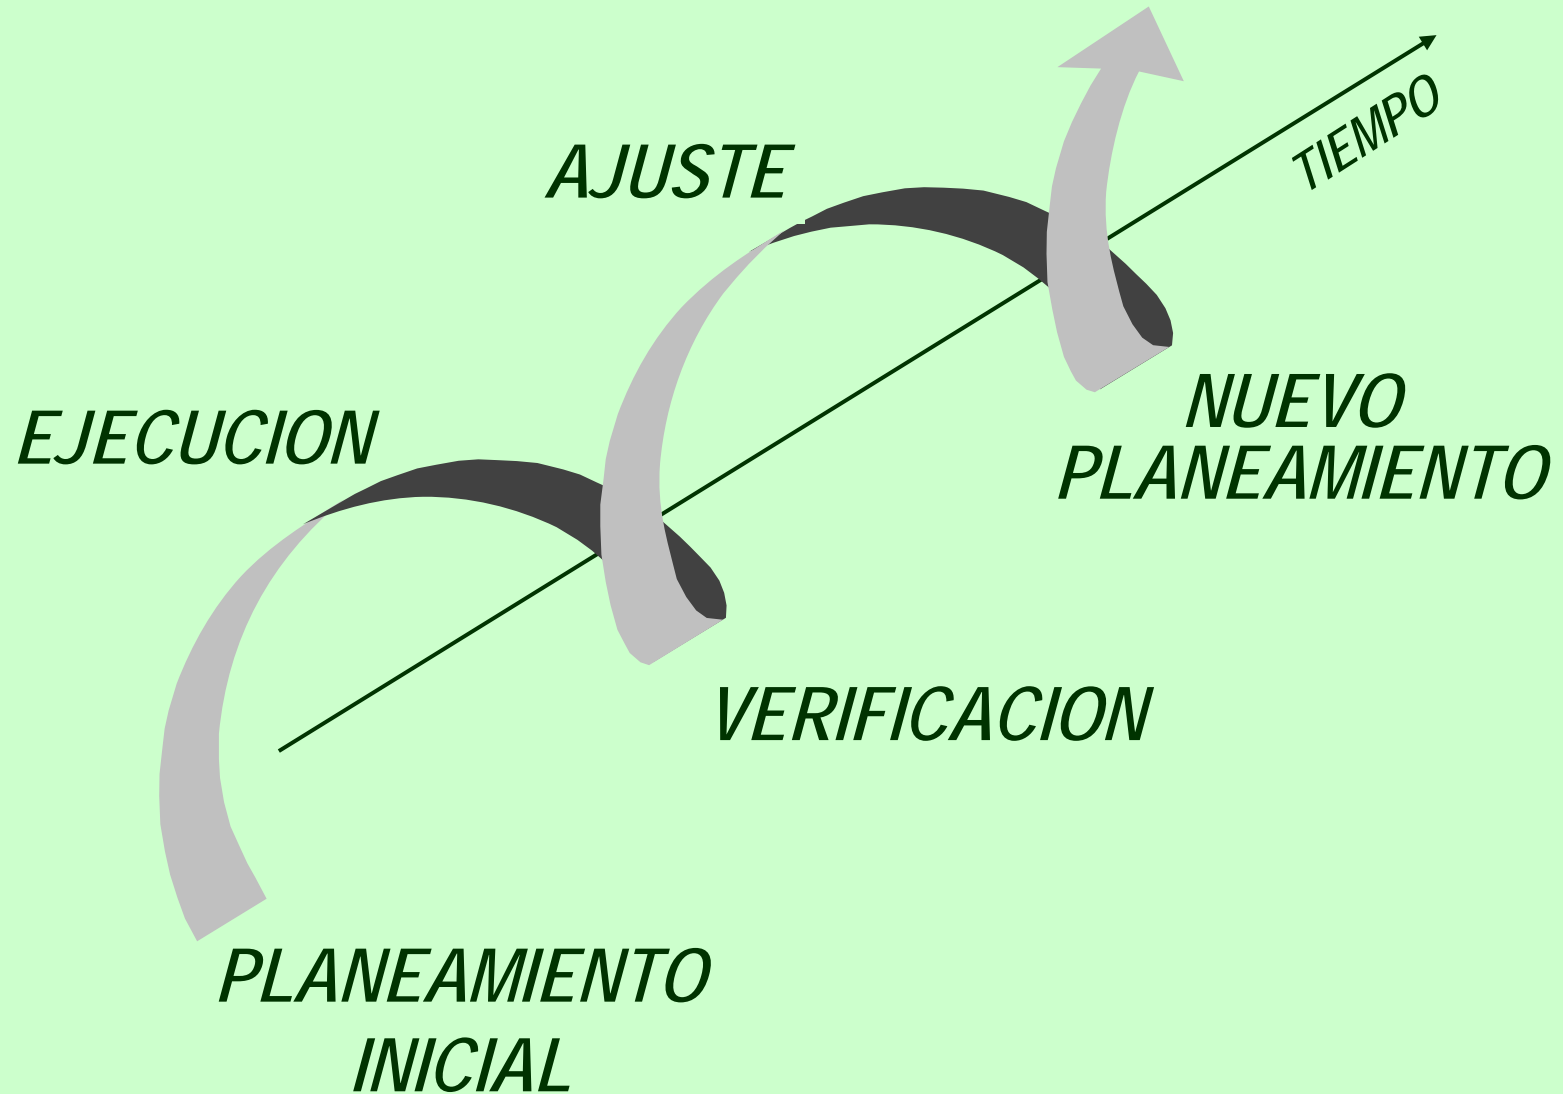 TIEMPO
AJUSTE
NUEVO
PLANEAMIENTO
EJECUCION
VERIFICACION
PLANEAMIENTO
INICIAL